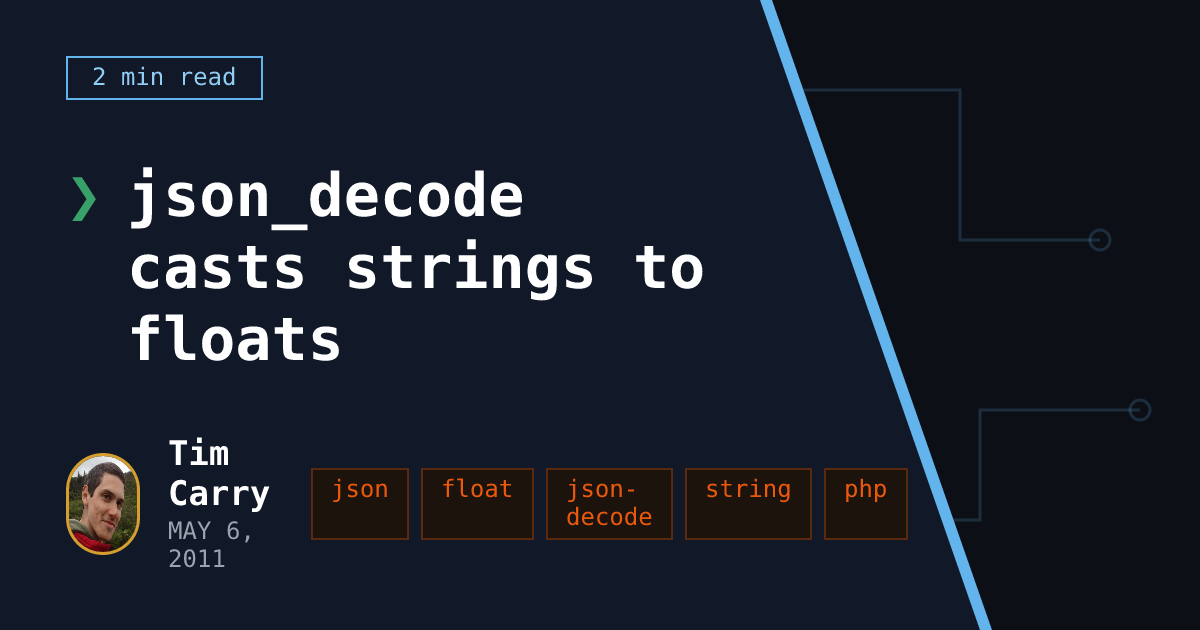 2 min read
❯ json_decode
casts strings to
floats
Tim
Carry
MAY 6,
2011
json
float
json-
decode
string
php